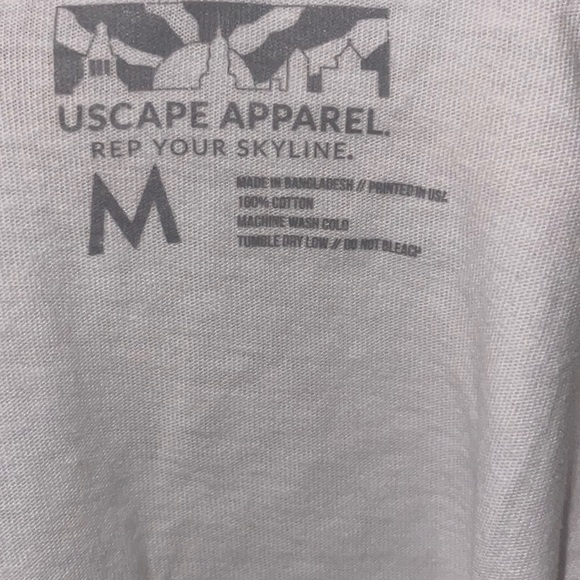 USCAPE APPAREL.
REP YOUR SKYLINE.
M
MADE IN BANGLADESH // PRINTED IN USA
100% COTTON
MACHINE WASH COLD
TUMBLE DRY LOW // DO NOT BLEACH